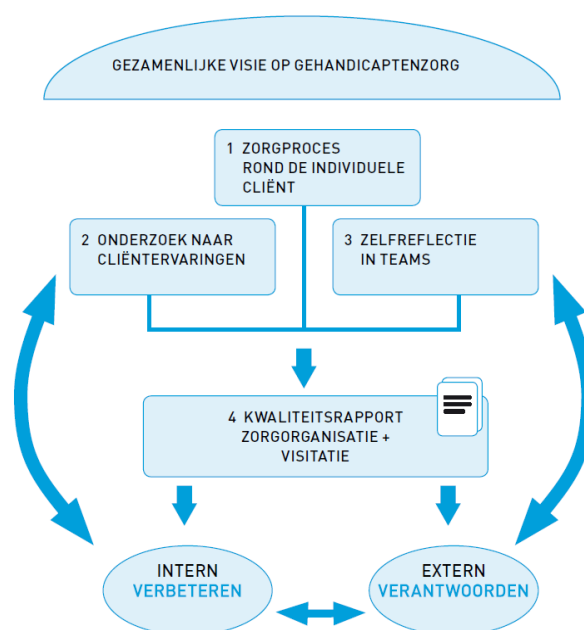 GEZAMENLIJKE VISIE OP GEHANDICAPTENZORG
1 ZORGPROCES
ROND DE INDIVIDUELE
CLIËNT
2 ONDERZOEK NAAR
CLIËNTERVARINGEN
3 ZELFREFLECTIE
IN TEAMS
4 KWALITEITSRAPPORT
ZORGORGANISATIE +
VISITATIE
INTERN
VERBETEREN
EXTERN
VERANTWOORDEN